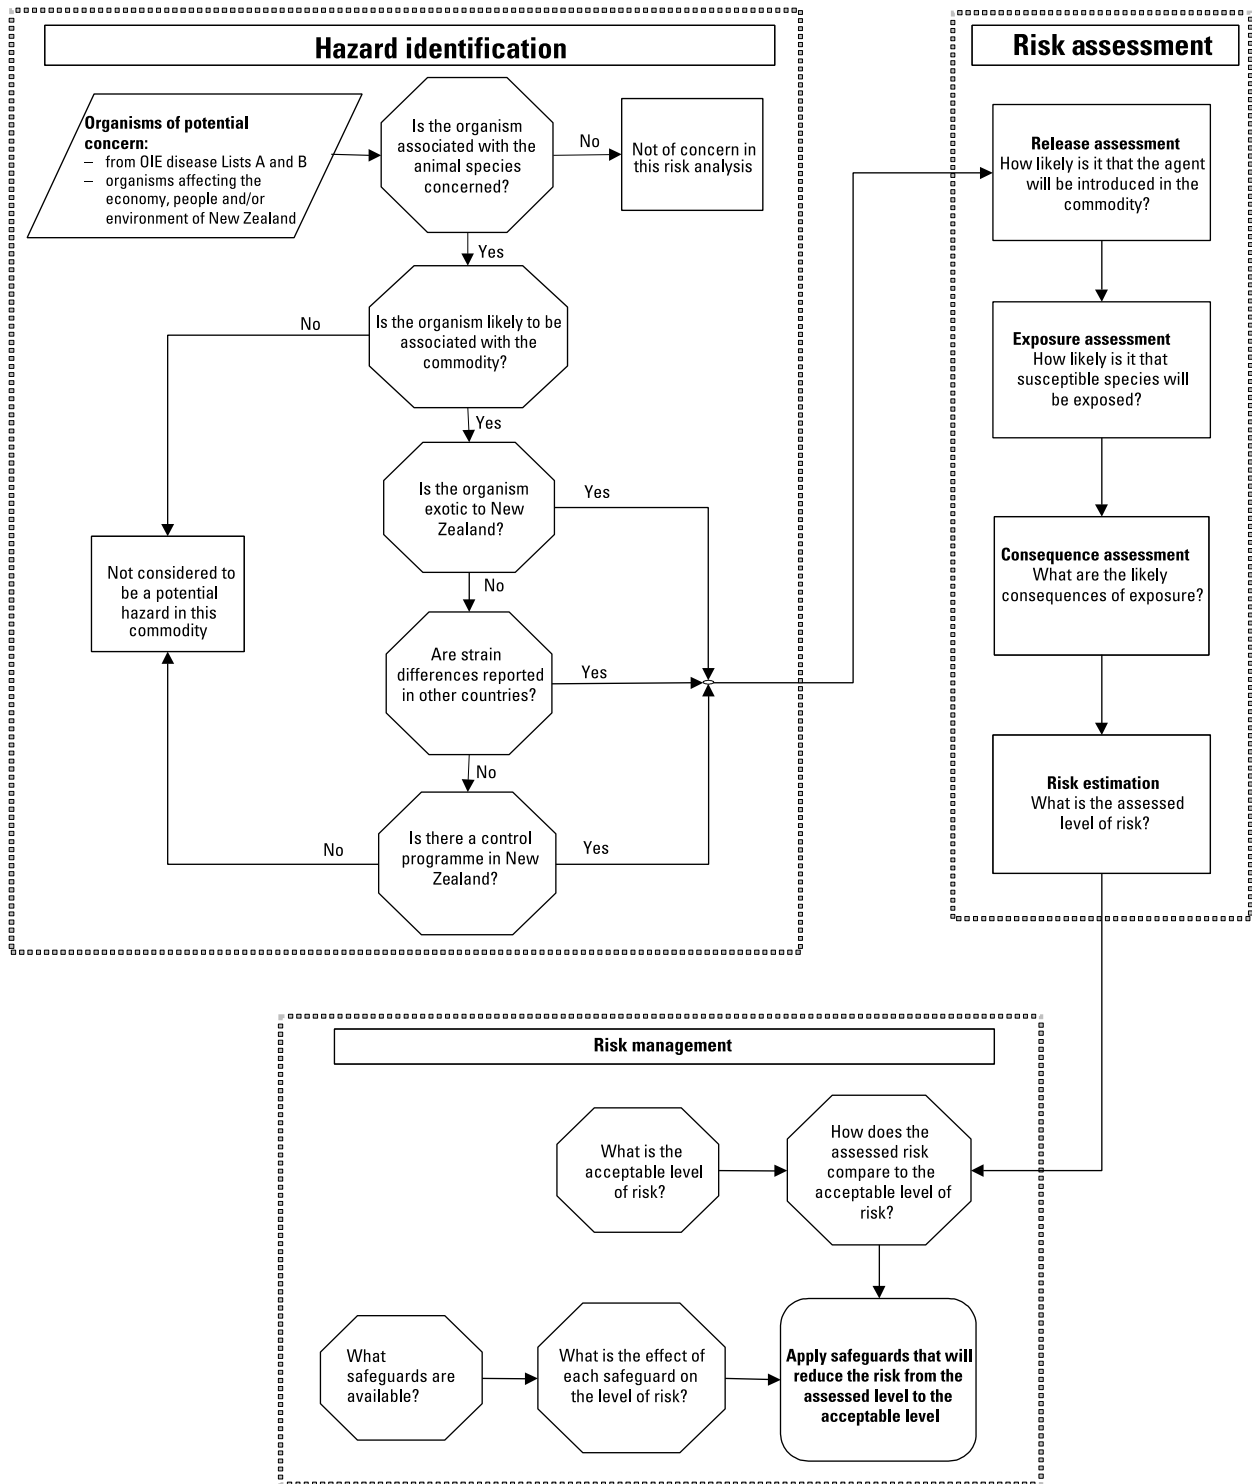 Hazard identification
Organisms of potential
concern:
– from OIE disease Lists A and B
– organisms affecting the
economy, people and/or
environment of New Zealand
Is the organism
associated with the
animal species
concerned?
No
Not of concern in
this risk analysis
Yes
Is the organism likely to be
associated with the
commodity?
No
Yes
Is the organism
exotic to New
Zealand?
Yes
No
Not considered to
be a potential
hazard in this
commodity
Are strain
differences reported
in other countries?
Yes
No
Is there a control
programme in New
Zealand?
No
Yes
Risk assessment
Release assessment
How likely is it that the agent
will be introduced in the
commodity?
Exposure assessment
How likely is it that
susceptible species will
be exposed?
Consequence assessment
What are the likely
consequences of exposure?
Risk estimation
What is the assessed
level of risk?
Risk management
What is the
acceptable level
of risk?
How does the
assessed risk
compare to the
acceptable level of
risk?
What
safeguards are
available?
What is the effect of
each safeguard on
the level of risk?
Apply safeguards that will
reduce the risk from the
assessed level to the
acceptable level